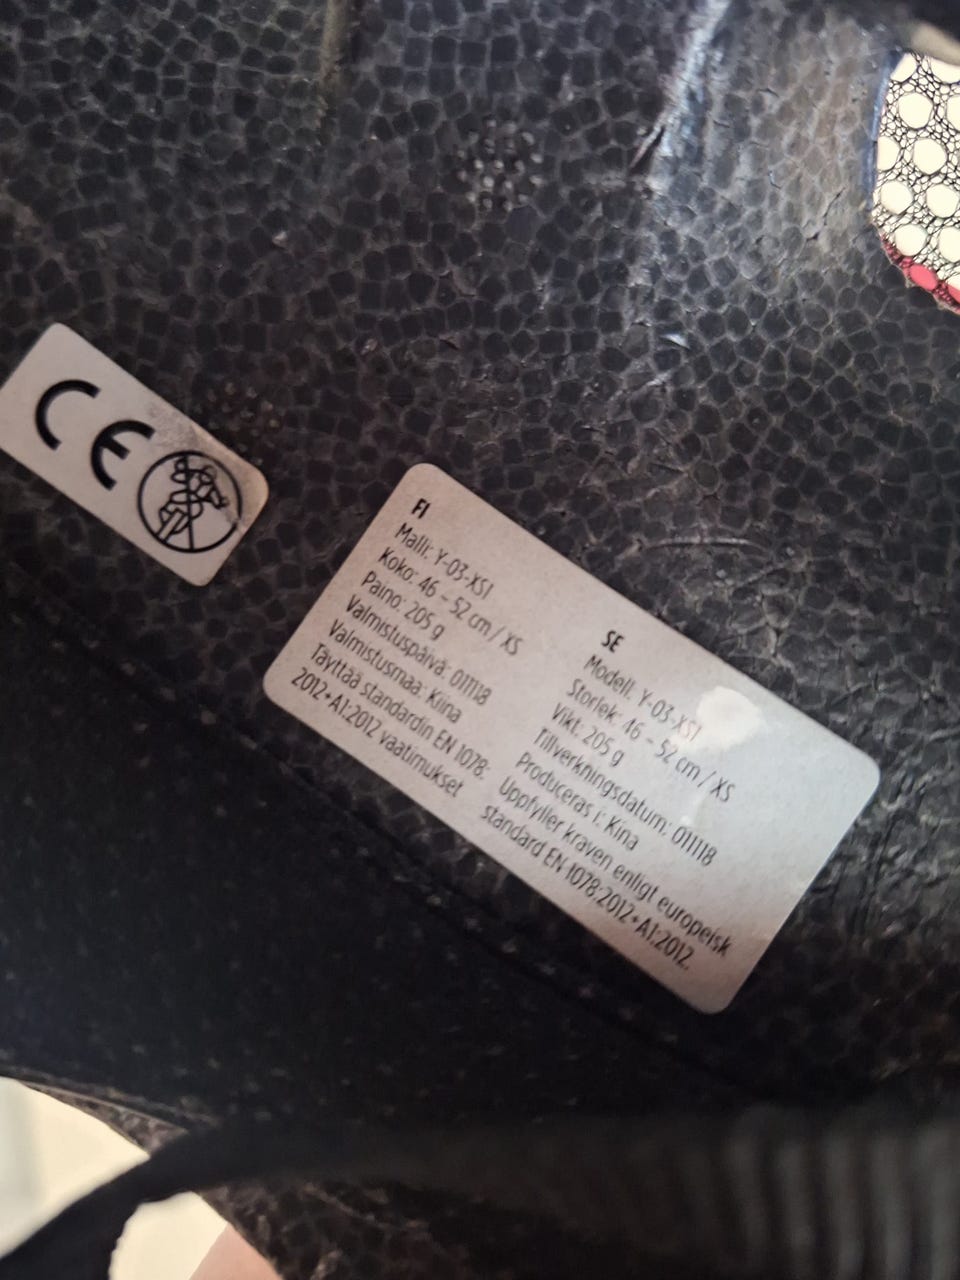 CE
FI
Malli: Y-03-XS1
Koko: 46 – 52 cm / XS
Paino: 205 g
Valmistuspäivä: 011118
Valmistusmaa: Kiina
Täyttää standardin EN 1078:
2012+A1:2012 vaatimukset
SE
Modell: Y-03-XS1
Storlek: 46 – 52 cm / XS
Vikt: 205 g
Tillverkningsdatum: 011118
Produceras i: Kina
Uppfyller kraven enligt europeisk
standard EN 1078:2012+A1:2012.